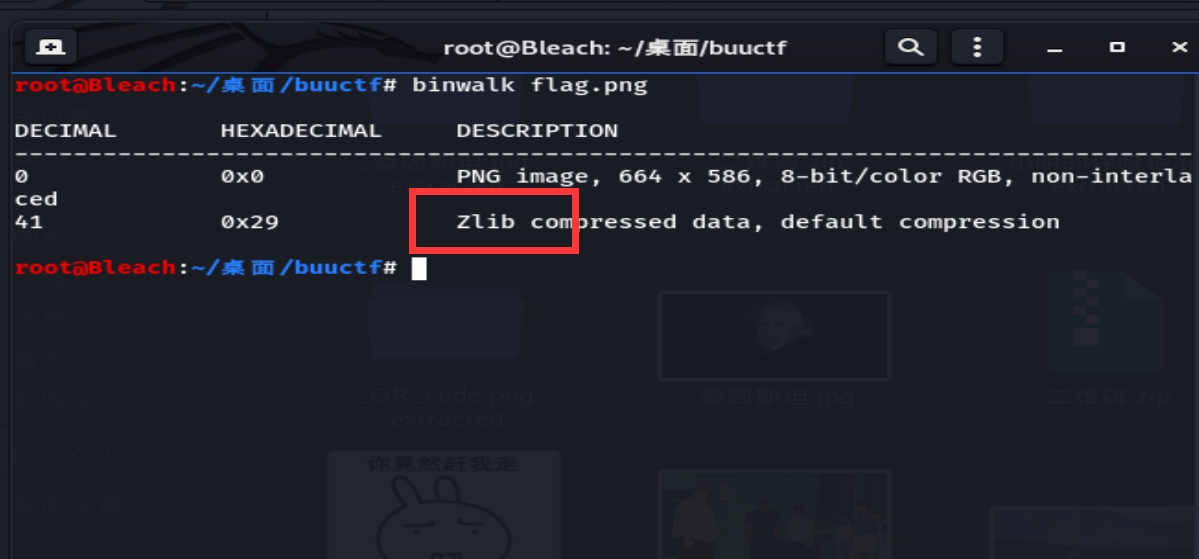 root@Bleach: ~/桌面/buuctf
root@Bleach:~/桌面/buuctf# binwalk flag.png
DECIMAL HEXADECIMAL DESCRIPTION
--------------------------------------------------------------------------------
0 0x0 PNG image, 664 x 586, 8-bit/color RGB, non-interla
ced
41 0x29 Zlib compressed data, default compression
root@Bleach:~/桌面/buuctf#
_QR_code.png.
extracted
爱因斯坦.jpg
二维码.zip
你竟然赶我走